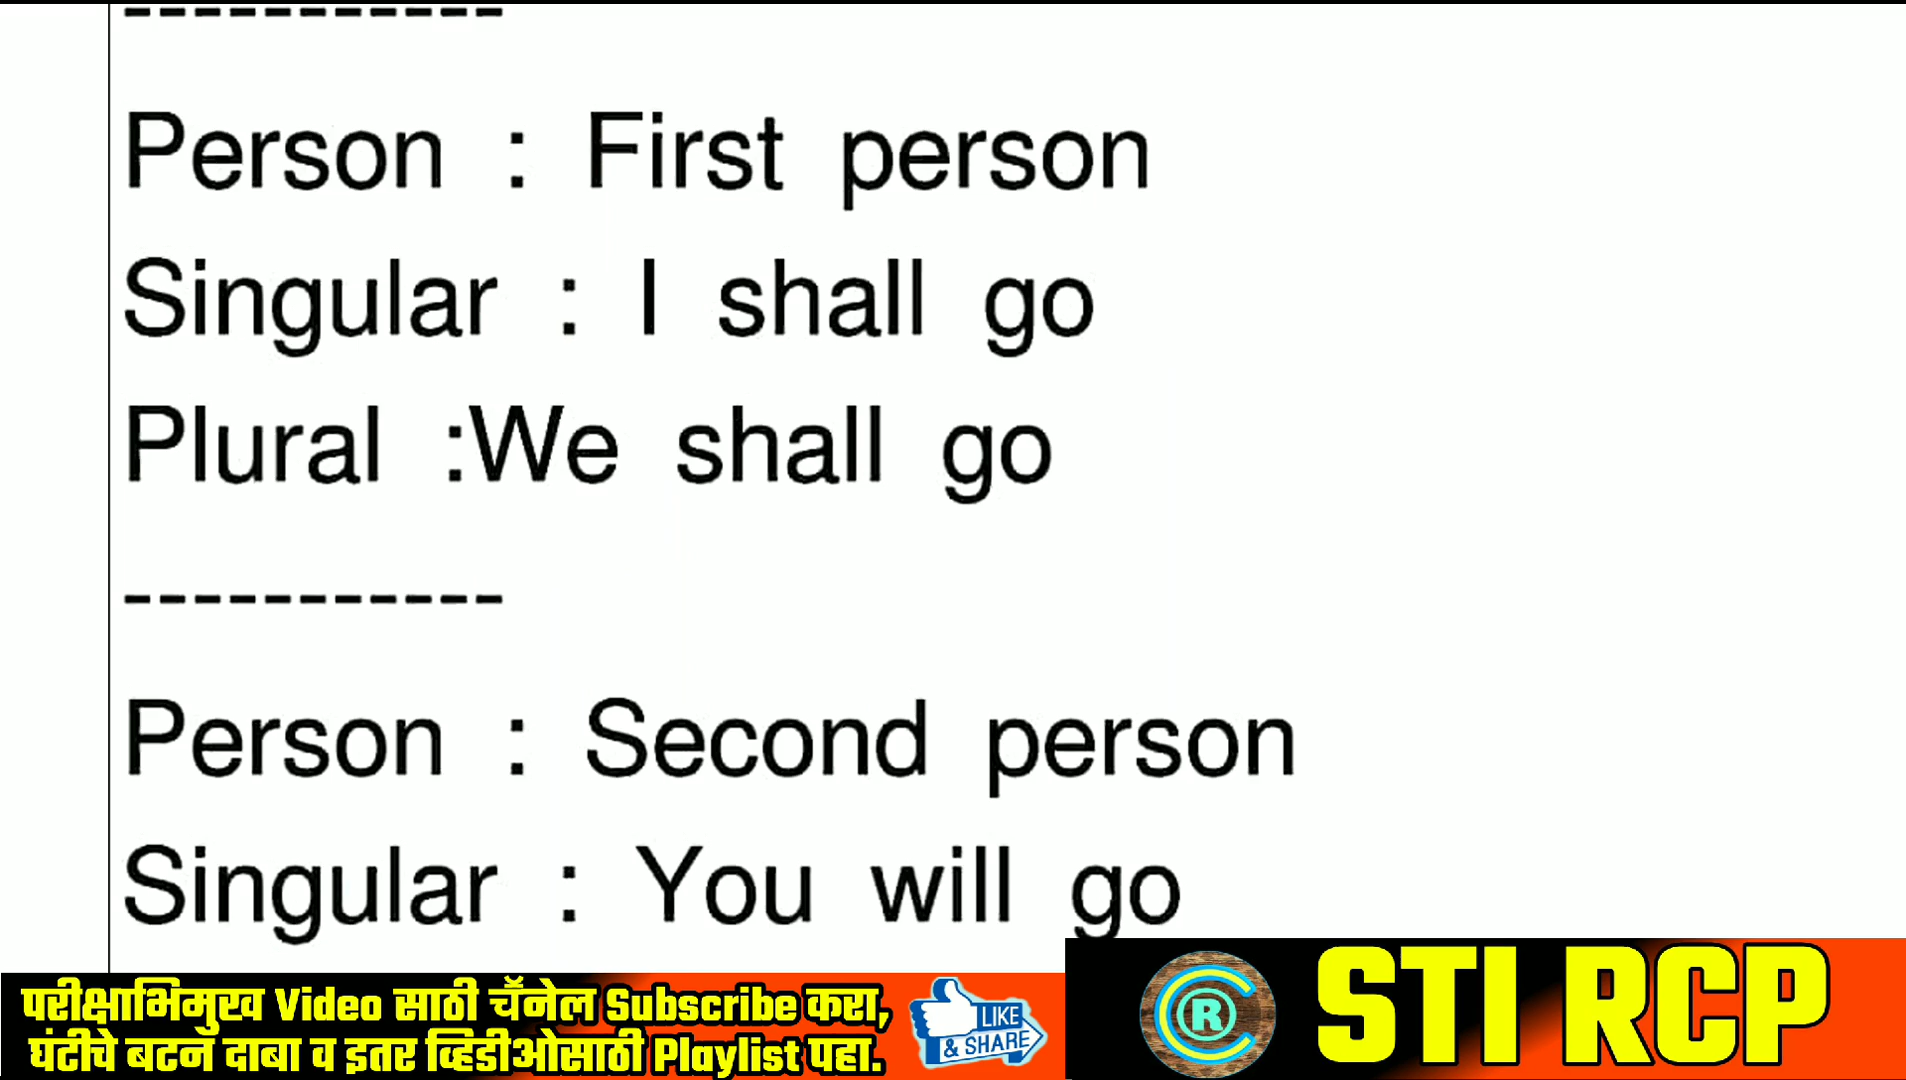 -----------
Person : First person
Singular : I shall go
Plural :We shall go
-----------
Person : Second person
Singular : You will go
परीक्षाभिमुख Video साठी चॅनेल Subscribe करा,
घंटीचे बटन दाबा व इतर व्हिडीओसाठी Playlist पहा.
LIKE
& SHARE
®
STI RCP